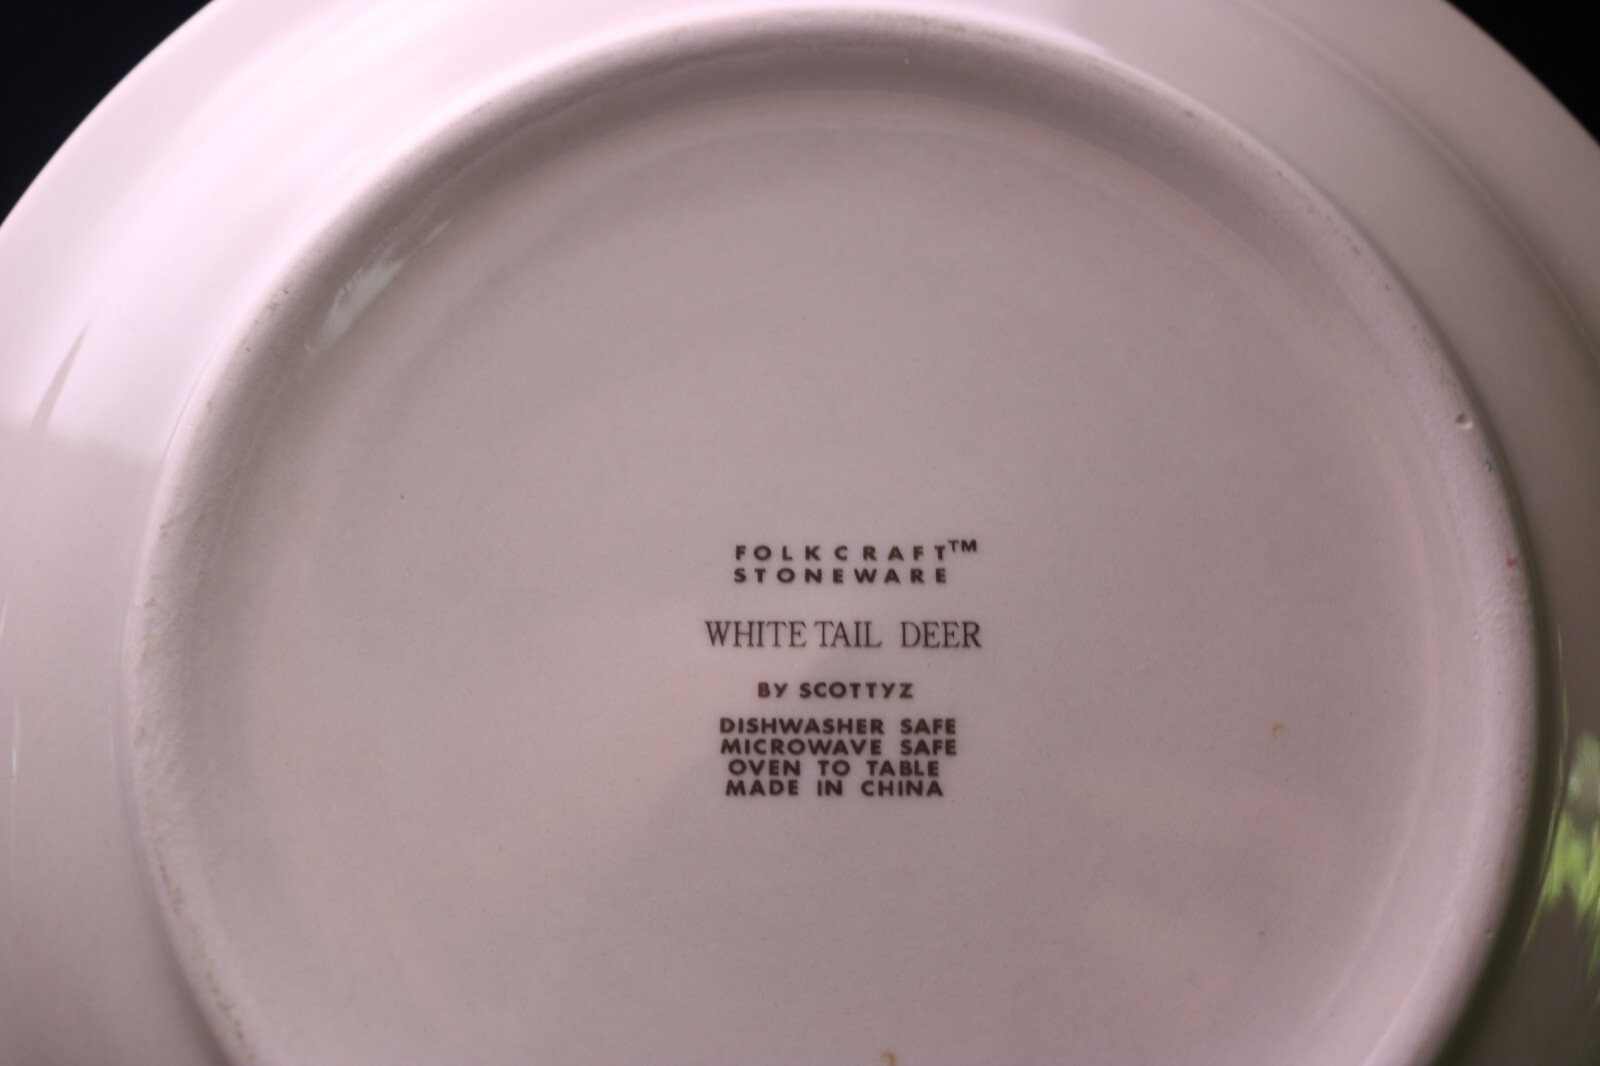 FOLKCRAFT™
STONEWARE
WHITE TAIL DEER
BY SCOTTYZ
DISHWASHER SAFE
MICROWAVE SAFE
OVEN TO TABLE
MADE IN CHINA